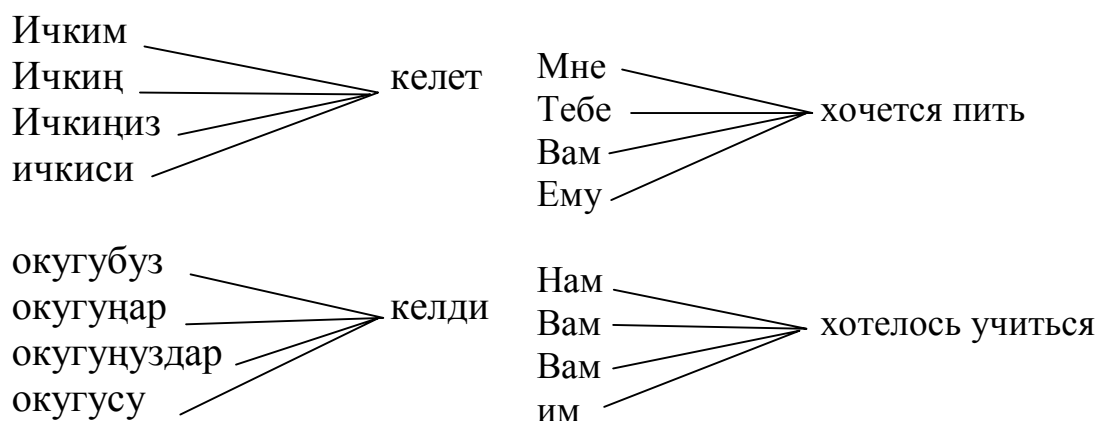 Ичким
Ичкиң
Ичкиңиз
ичкиси
келет
Мне
Тебе
Вам
Ему
хочется пить
окугубуз
окугуңар
окугуңуздар
окугусу
келди
Нам
Вам
Вам
им
хотелось учиться